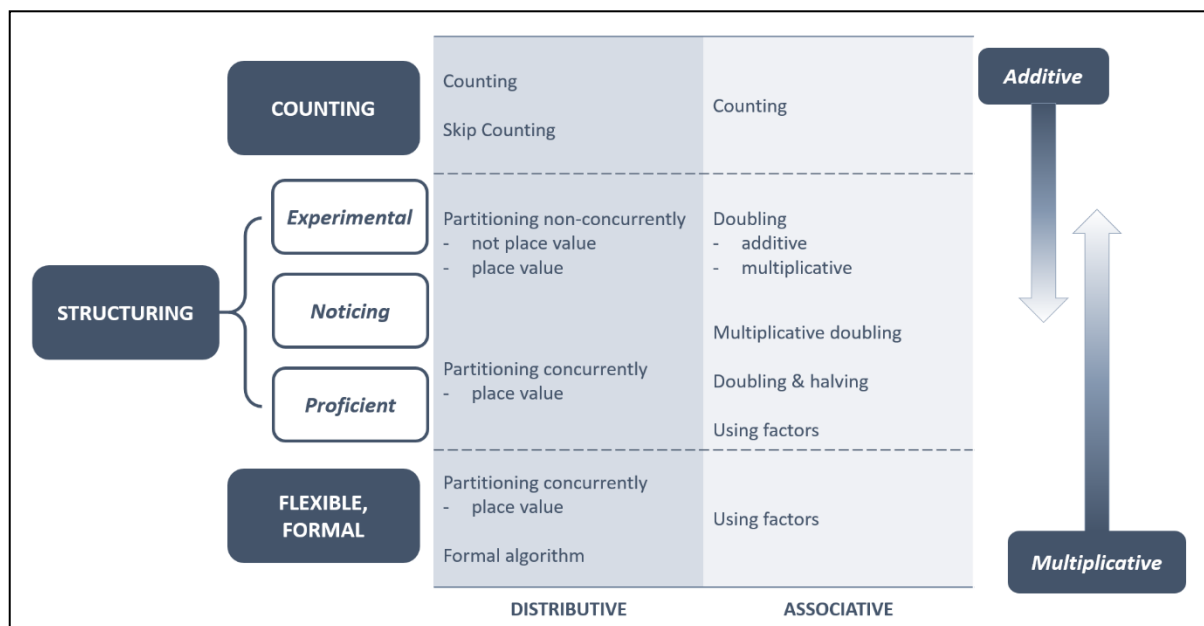 Additive
COUNTING
Counting
Skip Counting
Counting
STRUCTURING
Experimental
Noticing
Proficient
Partitioning non-concurrently
- not place value
- place value
Partitioning concurrently
- place value
Doubling
- additive
- multiplicative
Multiplicative doubling
Doubling & halving
Using factors
FLEXIBLE,
FORMAL
Partitioning concurrently
- place value
Formal algorithm
Using factors
Multiplicative
DISTRIBUTIVE
ASSOCIATIVE